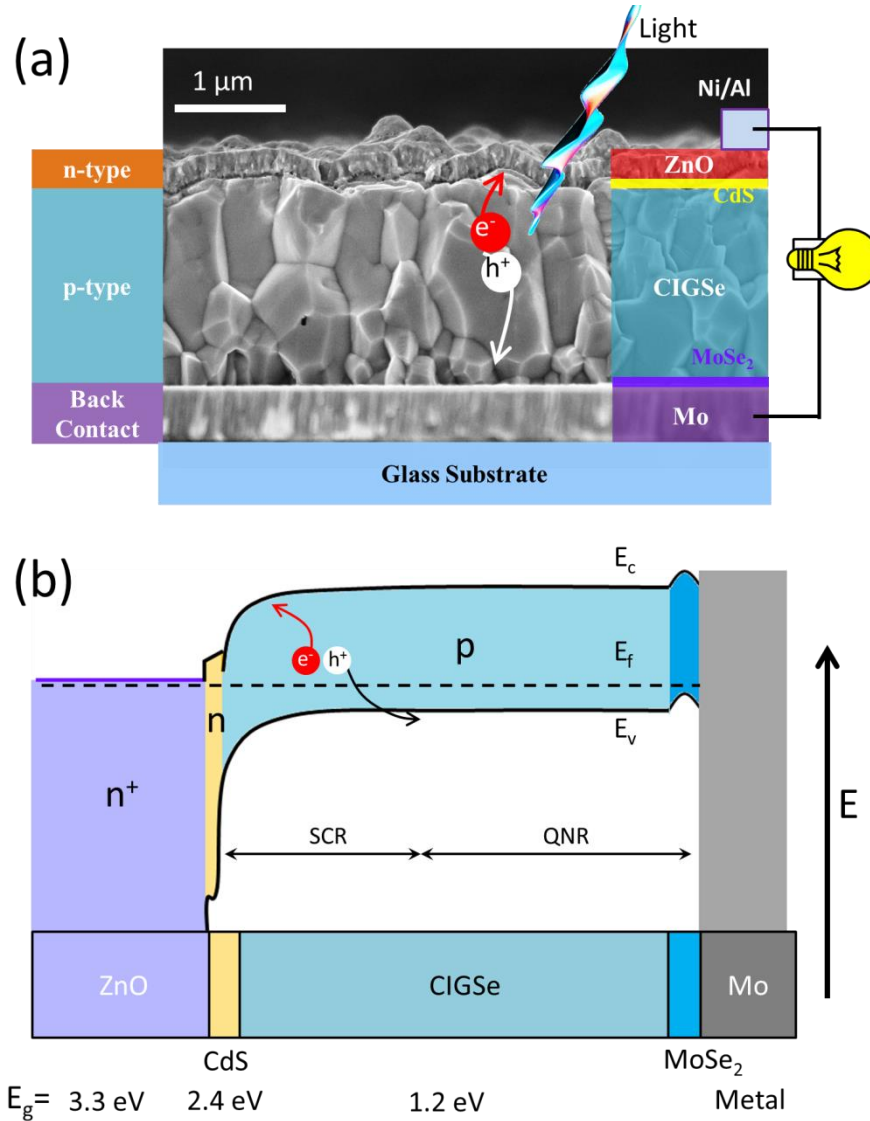 (a)
Light
1 µm
Ni/Al
n-type
ZnO
CdS
e-
h+
p-type
CIGSe
MoSe2
Back
Contact
Mo
Glass Substrate
(b)
Ec
p
e-
h+
Ef
n
Ev
n+
E
SCR
QNR
ZnO
CIGSe
Mo
CdS
MoSe2
Eg= 3.3 eV 2.4 eV 1.2 eV Metal